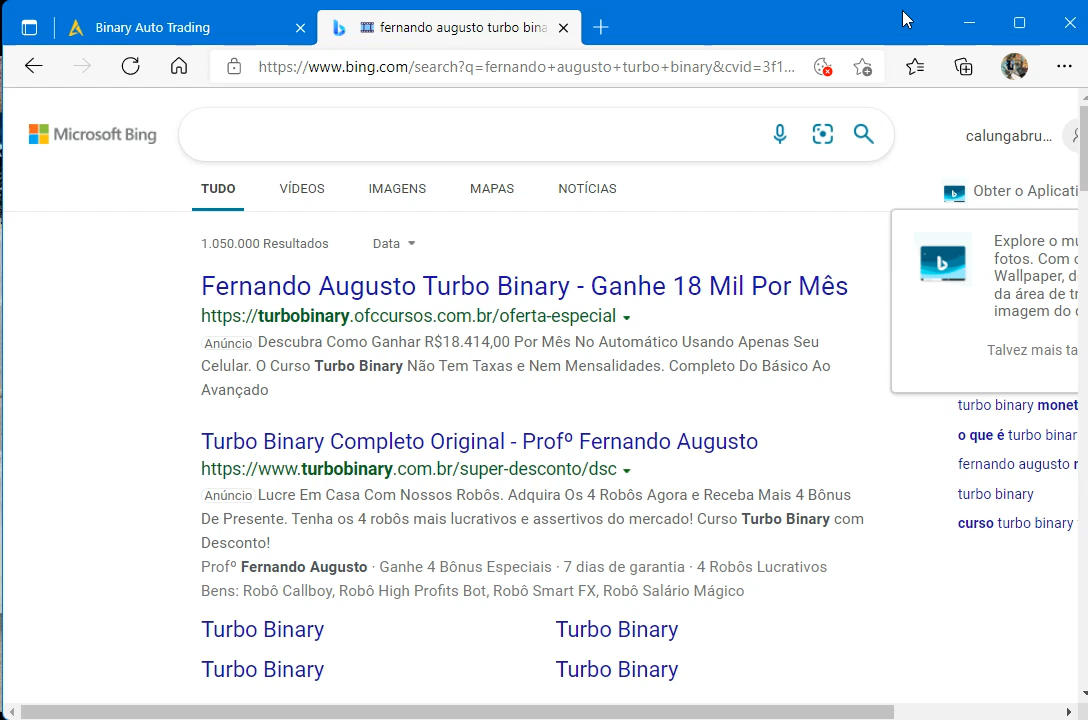 Binary Auto Trading
fernando augusto turbo bina
https://www.bing.com/search?q=fernando+augusto+turbo+binary&cvid=3f1...
Microsoft Bing
calungabru...
TUDO VÍDEOS IMAGENS MAPAS NOTÍCIAS
Obter o Aplicati
1.050.000 Resultados Data
Explore o mu
fotos. Com o
Wallpaper, d
da área de tr
imagem do d
Talvez mais ta
Fernando Augusto Turbo Binary - Ganhe 18 Mil Por Mês
https://turbobinary.ofccursos.com.br/oferta-especial
Anúncio Descubra Como Ganhar R$18.414,00 Por Mês No Automático Usando Apenas Seu
Celular. O Curso Turbo Binary Não Tem Taxas e Nem Mensalidades. Completo Do Básico Ao
Avançado
turbo binary monet
o que é turbo binar
fernando augusto
turbo binary
curso turbo binary
Turbo Binary Completo Original - Profº Fernando Augusto
https://www.turbobinary.com.br/super-desconto/dsc
Anúncio Lucre Em Casa Com Nossos Robôs. Adquira Os 4 Robôs Agora e Receba Mais 4 Bônus
De Presente. Tenha os 4 robôs mais lucrativos e assertivos do mercado! Curso Turbo Binary com
Desconto!
Profº Fernando Augusto · Ganhe 4 Bônus Especiais · 7 dias de garantia · 4 Robôs Lucrativos
Bens: Robô Callboy, Robô High Profits Bot, Robô Smart FX, Robô Salário Mágico
Turbo Binary Turbo Binary
Turbo Binary Turbo Binary